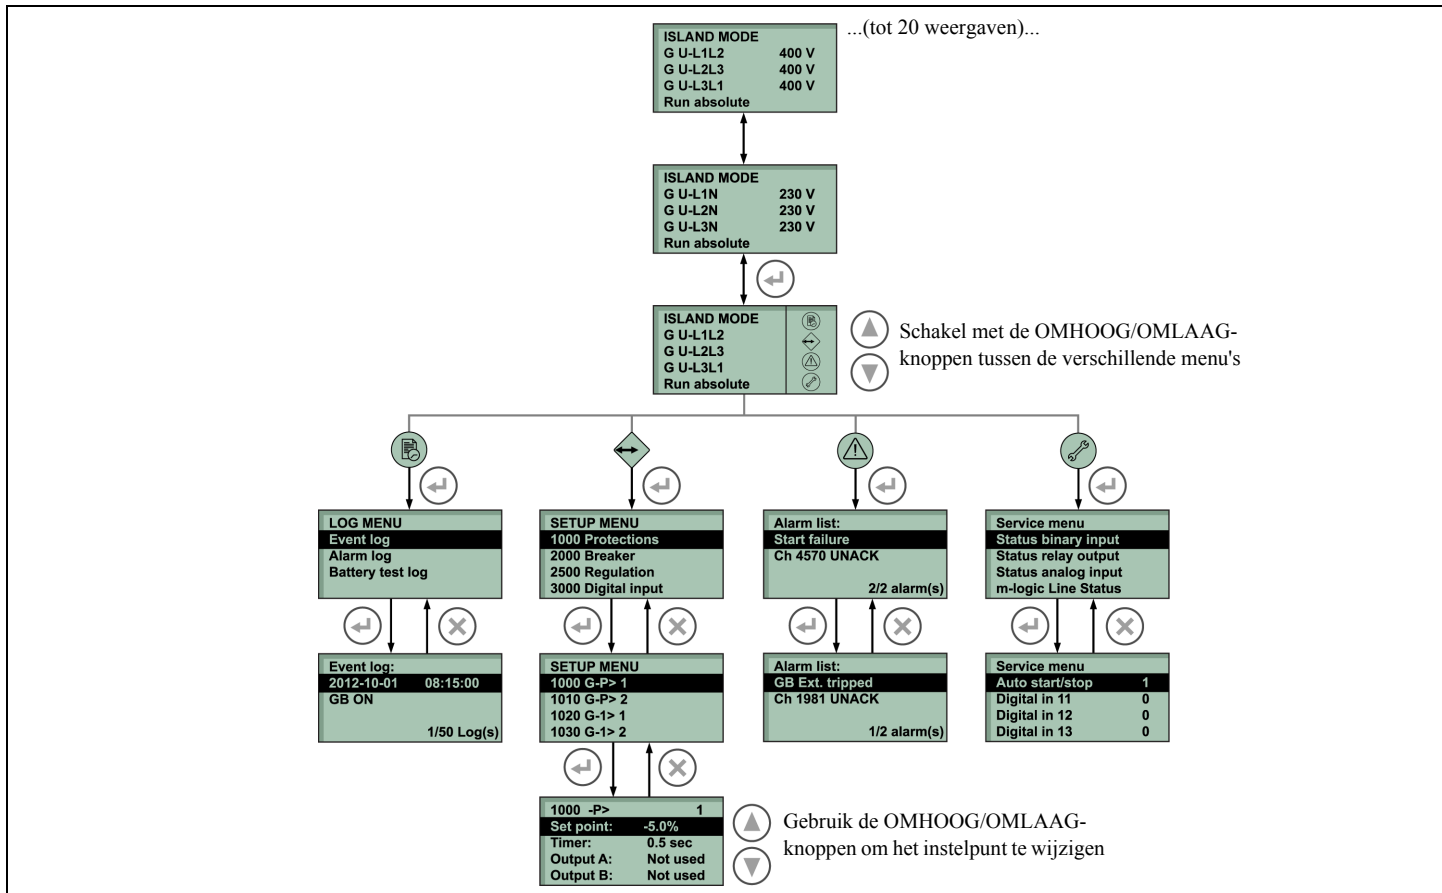 ISLAND MODE
G U-L1L2 400 V
G U-L2L3 400 V
G U-L3L1 400 V
Run absolute
...(tot 20 weergaven)...
ISLAND MODE
G U-L1N 230 V
G U-L2N 230 V
G U-L3N 230 V
Run absolute
ISLAND MODE
G U-L1L2
G U-L2L3
G U-L3L1
Run absolute
Schakel met de OMHOOG/OMLAAG-
knoppen tussen de verschillende menu's
LOG MENU
Event log
Alarm log
Battery test log
SETUP MENU
1000 Protections
2000 Breaker
2500 Regulation
3000 Digital input
Alarm list:
Start failure
Ch 4570 UNACK
2/2 alarm(s)
Service menu
Status binary input
Status relay output
Status analog input
m-logic Line Status
Event log:
2012-10-01 08:15:00
GB ON
1/50 Log(s)
SETUP MENU
1000 G-P> 1
1010 G-P> 2
1020 G-1> 1
1030 G-1> 2
Alarm list:
GB Ext. tripped
Ch 1981 UNACK
1/2 alarm(s)
Service menu
Auto start/stop 1
Digital in 11 0
Digital in 12 0
Digital in 13 0
1000 -P> 1
Set point: -5.0%
Timer: 0.5 sec
Output A: Not used
Output B: Not used
Gebruik de OMHOOG/OMLAAG-
knoppen om het instelpunt te wijzigen